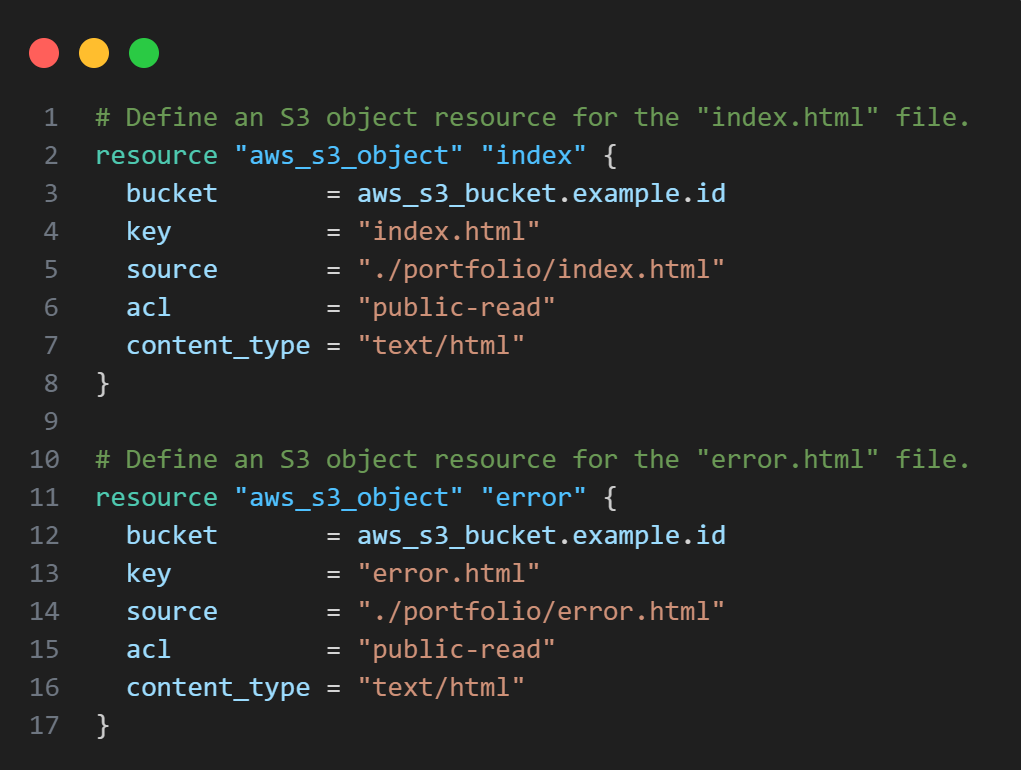 1 # Define an S3 object resource for the "index.html" file.
2 resource "aws_s3_object" "index" {
3   bucket       = aws_s3_bucket.example.id
4   key          = "index.html"
5   source       = "./portfolio/index.html"
6   acl          = "public-read"
7   content_type = "text/html"
8 }
9
10 # Define an S3 object resource for the "error.html" file.
11 resource "aws_s3_object" "error" {
12   bucket       = aws_s3_bucket.example.id
13   key          = "error.html"
14   source       = "./portfolio/error.html"
15   acl          = "public-read"
16   content_type = "text/html"
17 }